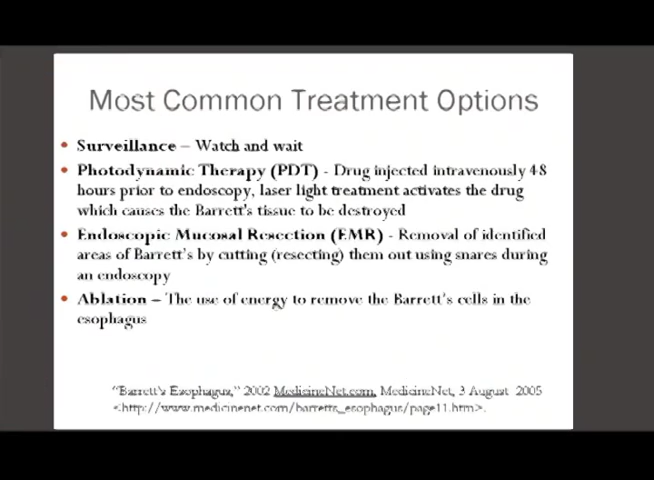 Most Common Treatment Options
• Surveillance – Watch and wait
• Photodynamic Therapy (PDT) - Drug injected intravenously 48
hours prior to endoscopy, laser light treatment activates the drug
which causes the Barrett's tissue to be destroyed
• Endoscopic Mucosal Resection (EMR) - Removal of identified
areas of Barrett's by cutting (resecting) them out using snares during
an endoscopy
• Ablation – The use of energy to remove the Barrett's cells in the
esophagus
"Barrett's Esophagus," 2002 MedicineNet.com, MedicineNet, 3 August 2005
<http://www.medicinenet.com/barretts_esophagus/page11.htm>.